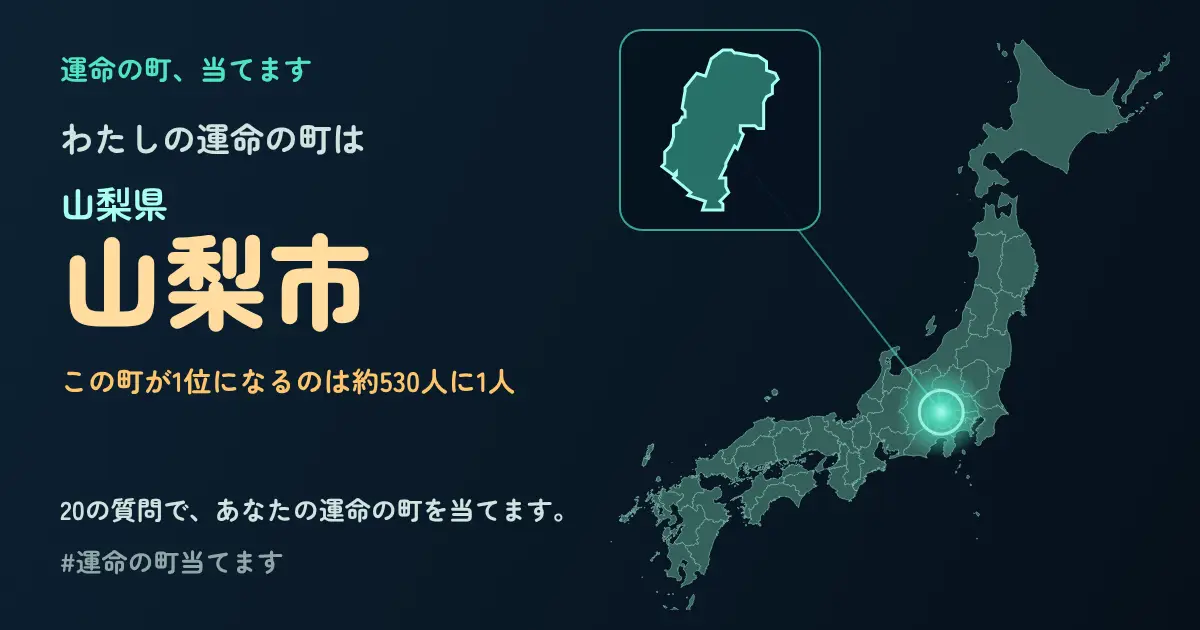 運命の町、当てます
わたしの運命の町は
山梨県
山梨市
この町が1位になるのは約530人に1人
20の質問で、あなたの運命の町を当てます。
#運命の町当てます